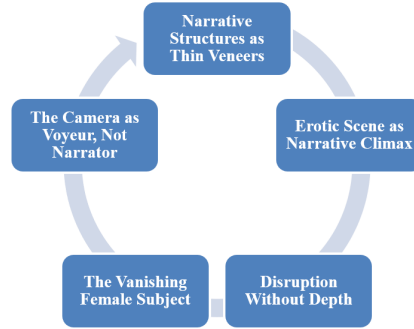 Narrative
Structures as
Thin Veneers
Erotic Scene as
Narrative Climax
Disruption
Without Depth
The Vanishing
Female Subject
The Camera as
Voyeur, Not
Narrator